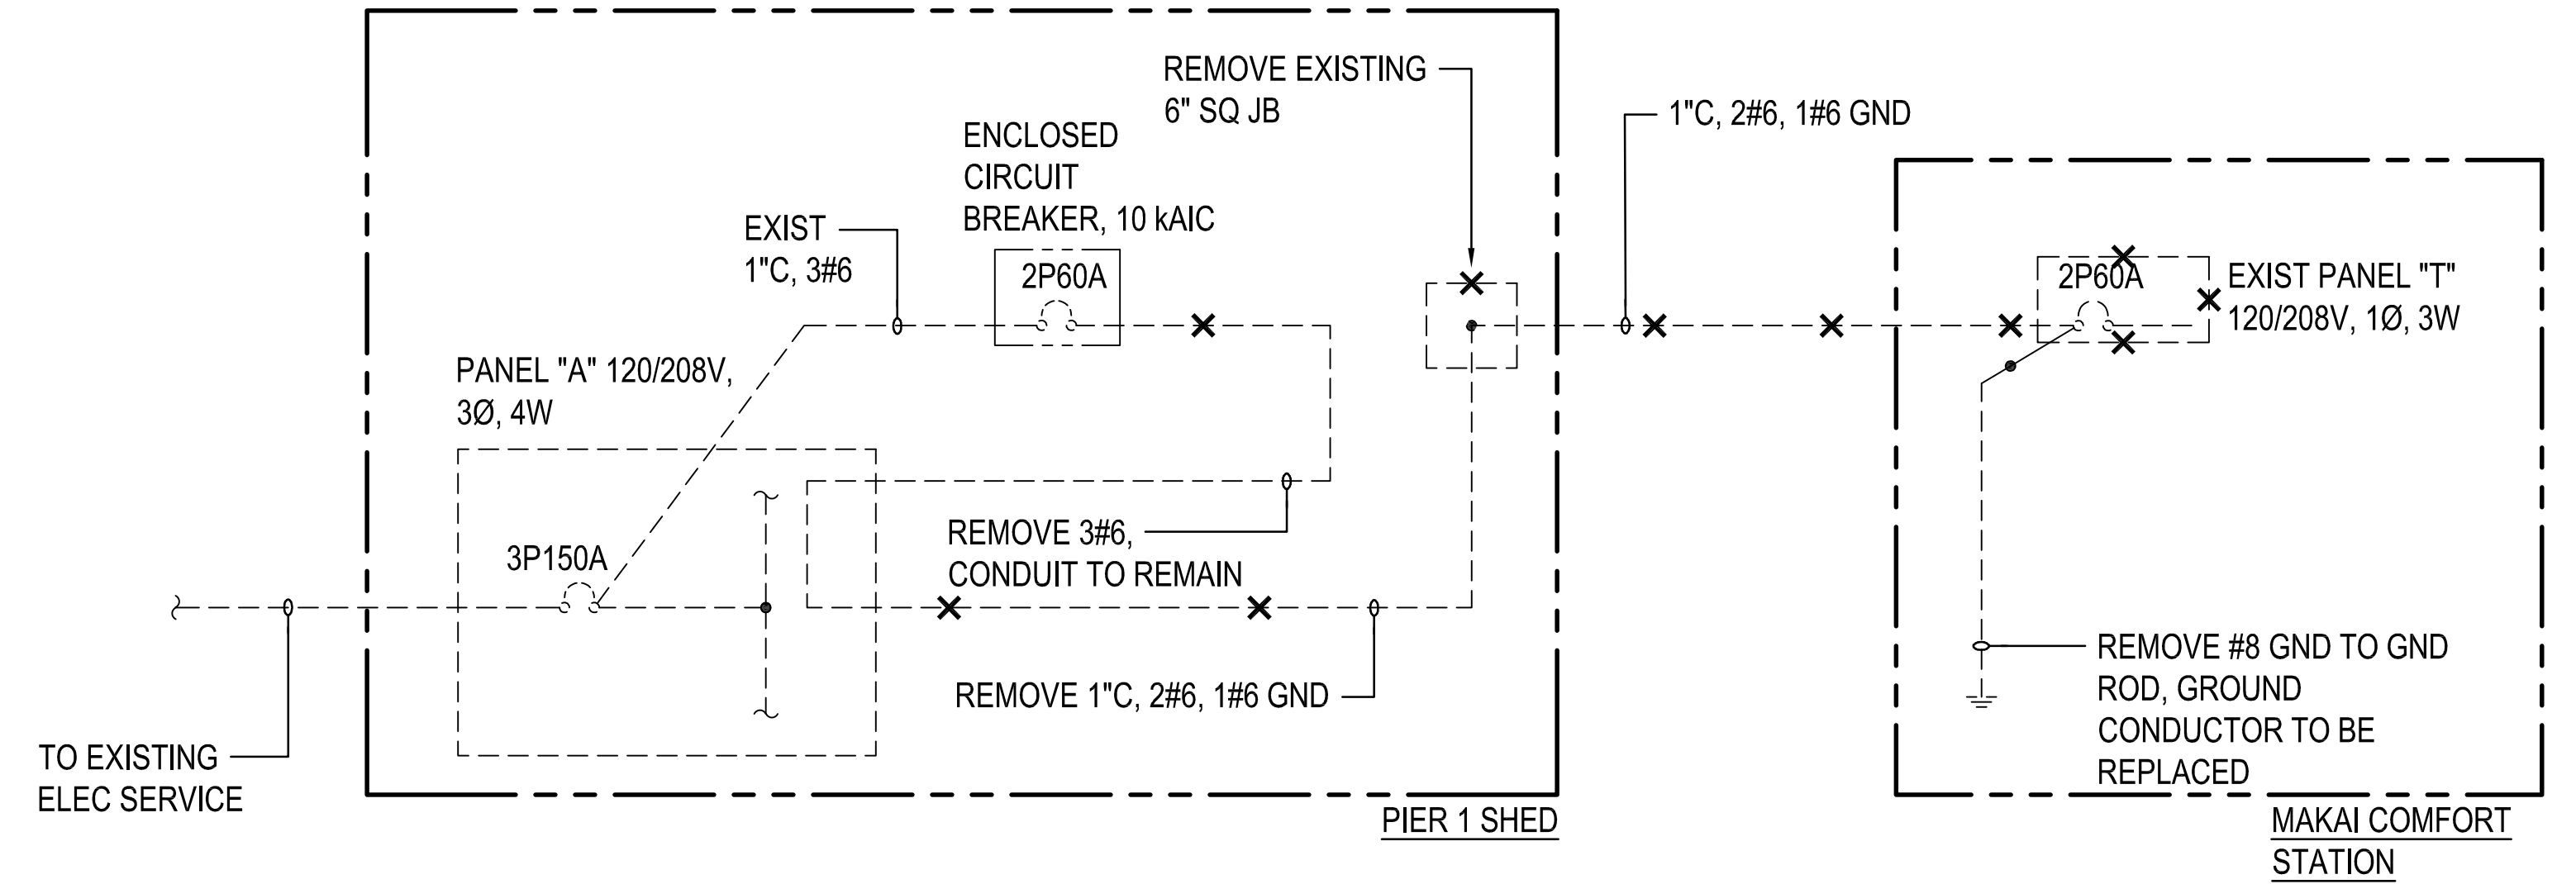 REMOVE EXISTING
6" SQ JB
1"C, 2#6, 1#6 GND
ENCLOSED
CIRCUIT
BREAKER, 10 kAIC
EXIST
1"C, 3#6
2P60A
2P60A
EXIST PANEL "T"
120/208V, 1Ø, 3W
PANEL "A" 120/208V,
3Ø, 4W
3P150A
REMOVE 3#6,
CONDUIT TO REMAIN
REMOVE 1"C, 2#6, 1#6 GND
REMOVE #8 GND TO GND
ROD, GROUND
CONDUCTOR TO BE
REPLACED
TO EXISTING
ELEC SERVICE
PIER 1 SHED
MAKAI COMFORT
STATION